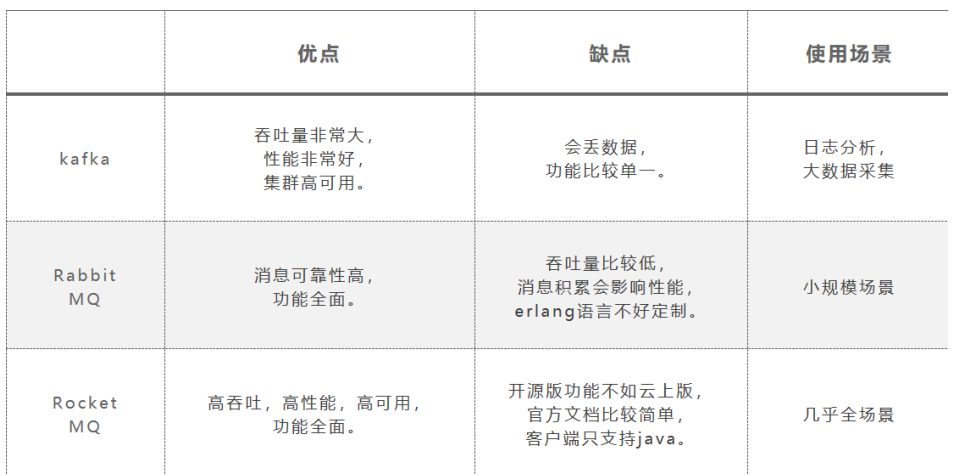 优点
缺点
使用场景
kafka
吞吐量非常大，
性能非常好，
集群高可用。
会丢数据，
功能比较单一。
日志分析，
大数据采集
Rabbit
MQ
消息可靠性高，
功能全面。
吞吐量比较低，
消息积累会影响性能，
erlang语言不好定制。
小规模场景
Rocket
MQ
高吞吐，高性能，高可用，
功能全面。
开源版功能不如云上版，
官方文档比较简单，
客户端只支持java。
几乎全场景